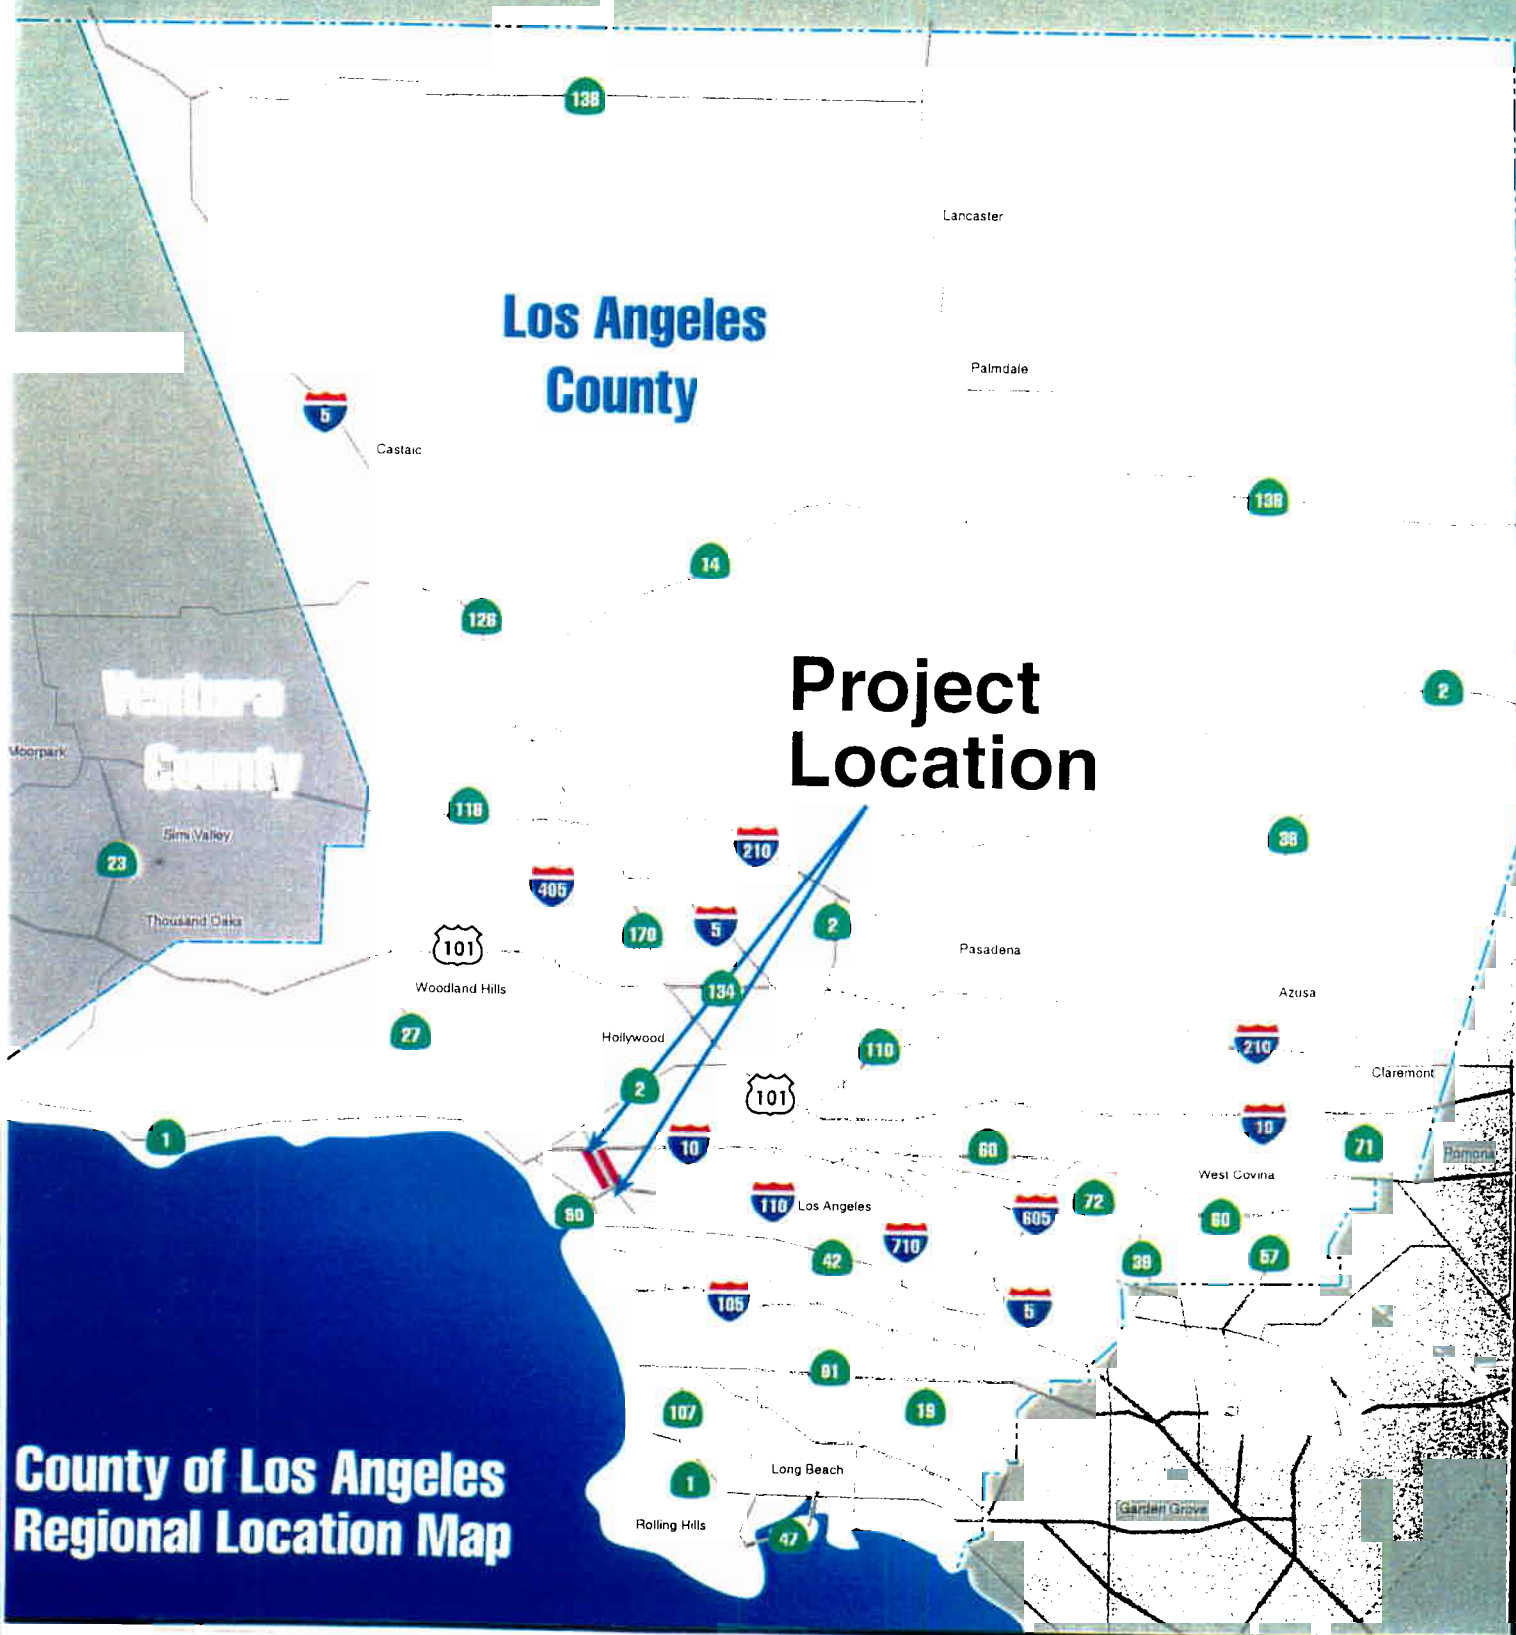 138
Lancaster
Los Angeles
County
Palmdale
5
Castaic
138
14
126
Project
Location
2
Ventura
County
Moorpark
118
Simi Valley
23
210
38
405
Thousand Oaks
170
5
2
101
Pasadena
Woodland Hills
134
Azusa
27
Hollywood
110
210
2
101
Claremont
1
10
10
60
71
Pomona
West Covina
110
Los Angeles
72
605
60
90
710
42
39
57
105
5
91
107
19
County of Los Angeles
Regional Location Map
Long Beach
1
Rolling Hills
47
Garden Grove